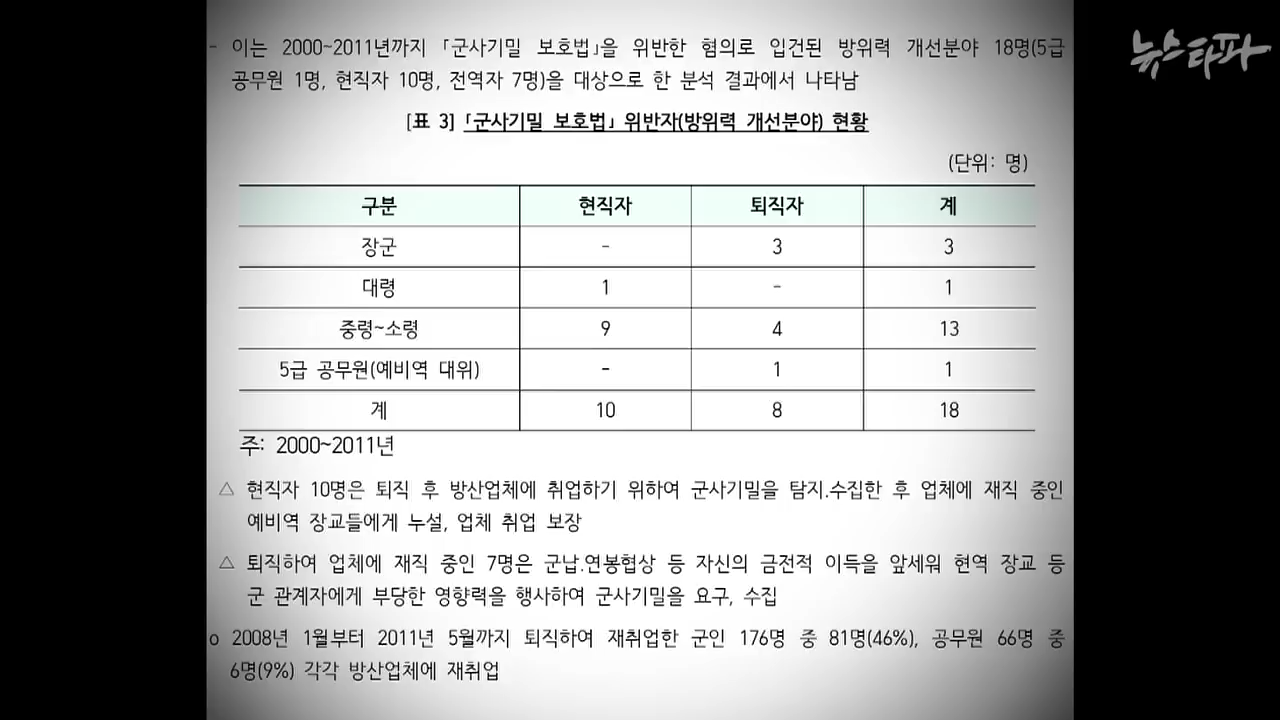 뉴스타파
- 이는 2000~2011년까지 「군사기밀 보호법」을 위반한 혐의로 입건된 방위력 개선분야 18명(5급
공무원 1명, 현직자 10명, 전역자 7명)을 대상으로 한 분석 결과에서 나타남
[표 3] 「군사기밀 보호법」 위반자(방위력 개선분야) 현황
(단위: 명)
구분 현직자 퇴직자 계
장군 - 3 3
대령 1 - 1
중령~소령 9 4 13
5급 공무원(예비역 대위) - 1 1
계 10 8 18
주: 2000~2011년
△ 현직자 10명은 퇴직 후 방산업체에 취업하기 위하여 군사기밀을 탐지.수집한 후 업체에 재직 중인
예비역 장교들에게 누설, 업체 취업 보장
△ 퇴직하여 업체에 재직 중인 7명은 군납.연봉협상 등 자신의 금전적 이득을 앞세워 현역 장교 등
군 관계자에게 부당한 영향력을 행사하여 군사기밀을 요구, 수집
o 2008년 1월부터 2011년 5월까지 퇴직하여 재취업한 군인 176명 중 81명(46%), 공무원 66명 중
6명(9%) 각각 방산업체에 재취업